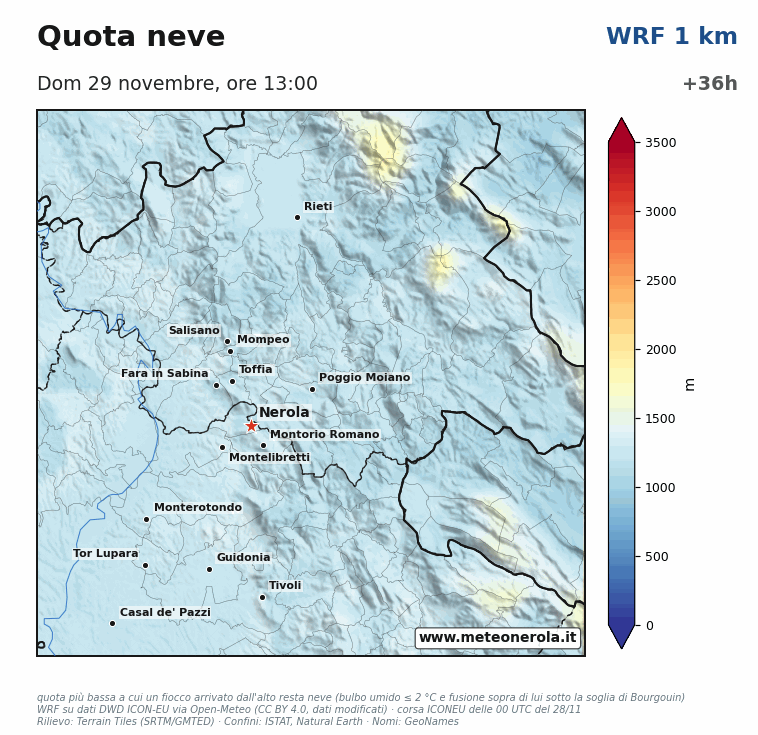 Quota neve
WRF 1 km
Dom 29 novembre, ore 13:00
+36h
Rieti
Salisano
Mompeo
Fara in Sabina
Toffia
Poggio Moiano
Nerola
Montorio Romano
Montelibretti
Monterotondo
Tor Lupara
Guidonia
Tivoli
Casal de' Pazzi
www.meteonerola.it
3500
3000
2500
2000
1500
1000
500
0
m
quota più bassa a cui un fiocco arrivato dall'alto resta neve (bulbo umido ≤ 2 °C e fusione sopra di lui sotto la soglia di Bourgouin)
WRF su dati DWD ICON-EU via Open-Meteo (CC BY 4.0, dati modificati) · corsa ICONEU delle 00 UTC del 28/11
Rilievo: Terrain Tiles (SRTM/GMTED) · Confini: ISTAT, Natural Earth · Nomi: GeoNames